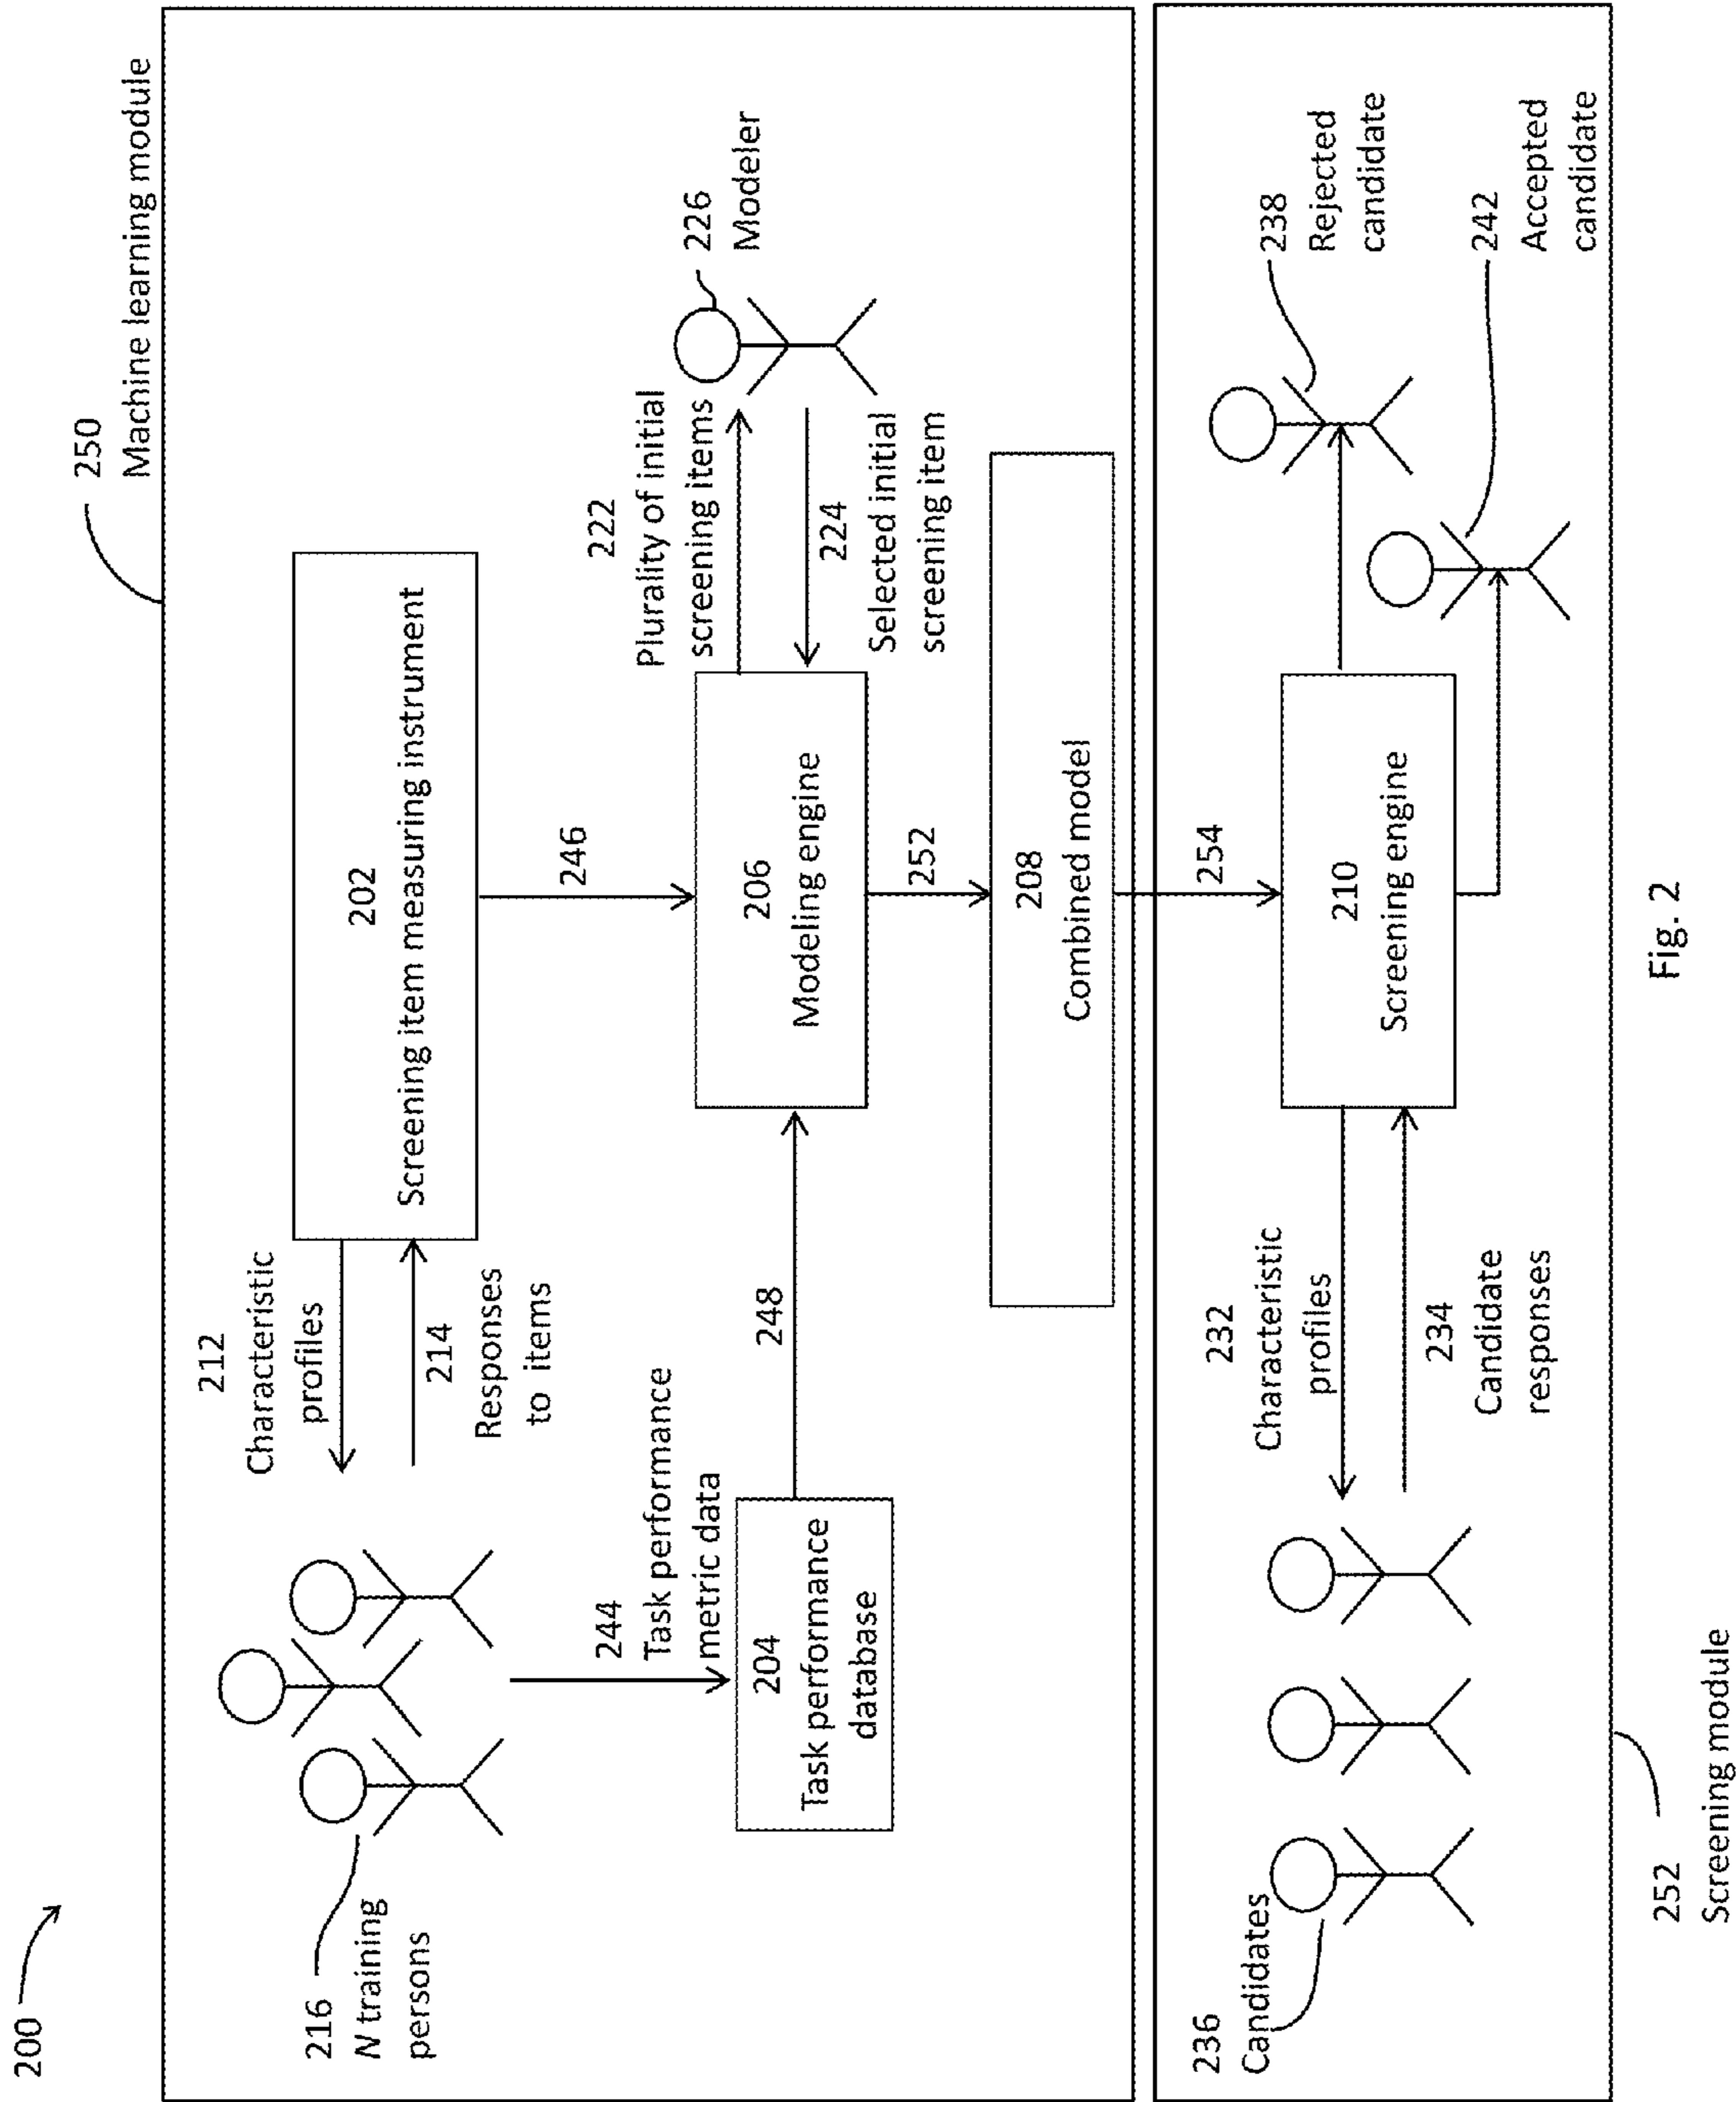 200
250
Machine learning module
216
N training
persons
212
Characteristic
profiles
214
Responses
to items
202
Screening item measuring instrument
244
Task performance
metric data
204
Task performance
database
248
246
206
Modeling engine
222
Plurality of initial
screening items
224
Selected initial
screening item
226
Modeler
252
208
Combined model
254
236
Candidates
232
Characteristic
profiles
234
Candidate
responses
210
Screening engine
238
Rejected
candidate
242
Accepted
candidate
252
Screening module
Fig. 2